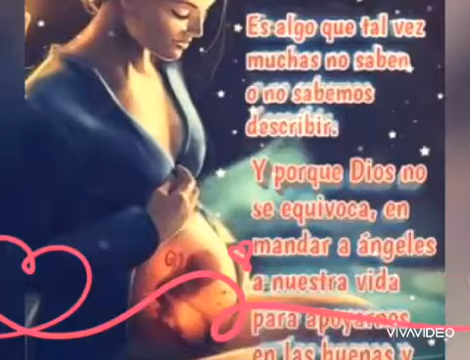 Es algo que tal vez
muchas no saben
o no sabemos
describir.
Y porque Dios no
se equivoca, en
mandar a ángeles
a nuestra vida
para apoyarnos
en las buenas y
VIVAVIDEO